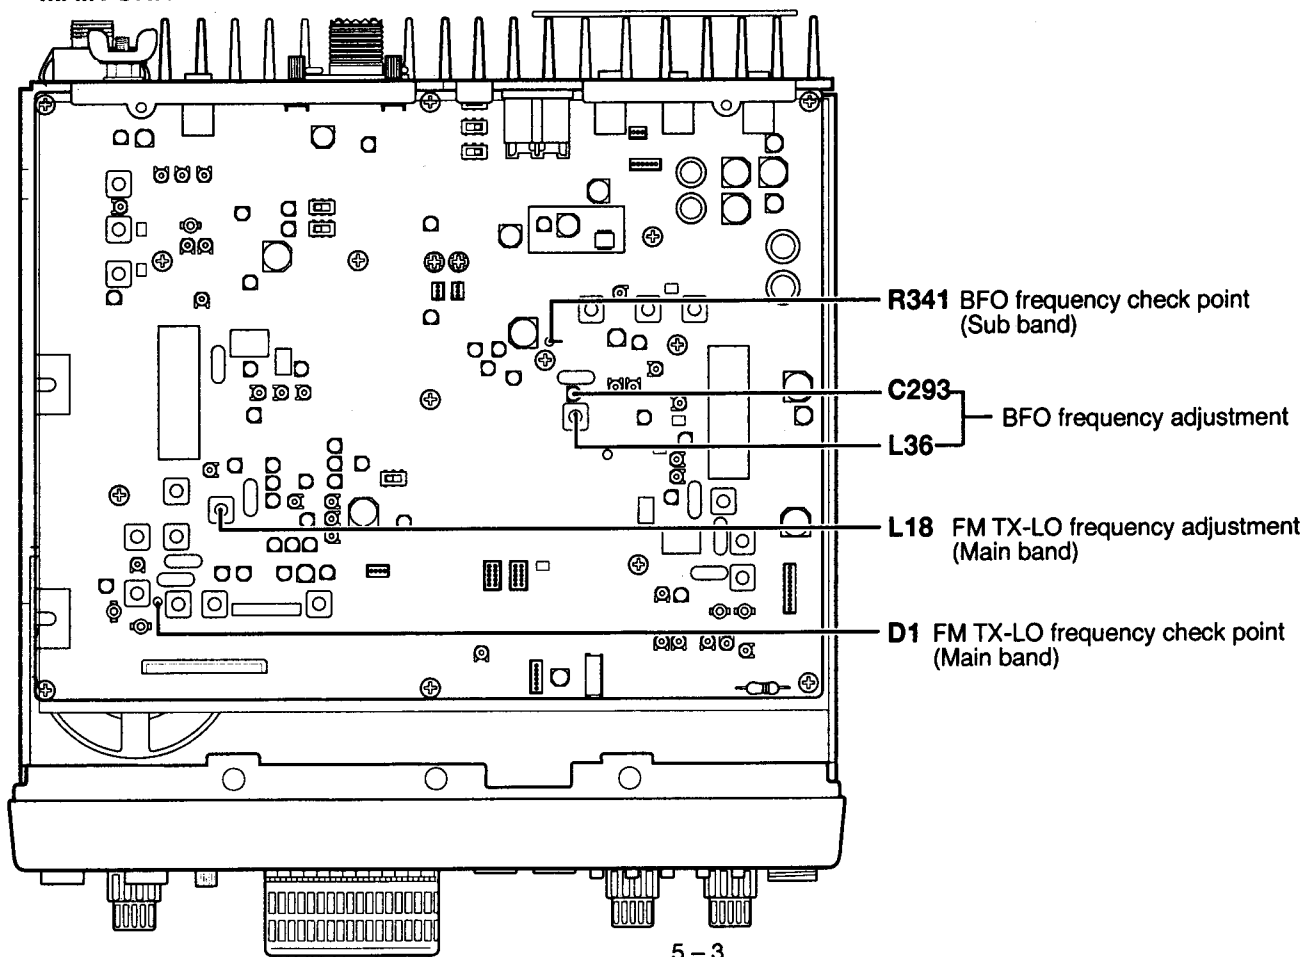 R341 BFO frequency check point
(Sub band)
C293
BFO frequency adjustment
L36
L18 FM TX-LO frequency adjustment
(Main band)
D1 FM TX-LO frequency check point
(Main band)
5 – 3